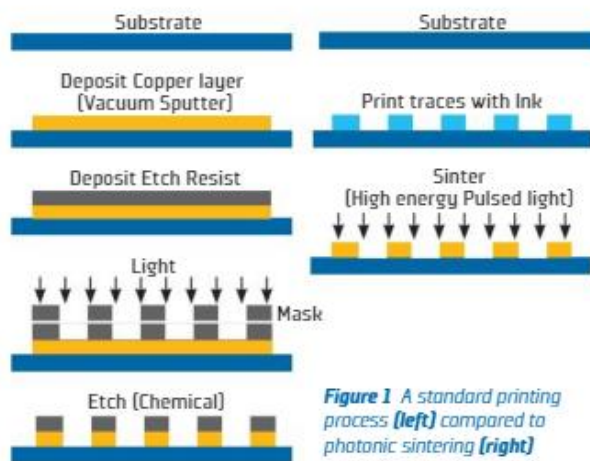 Substrate
Deposit Copper layer
(Vacuum Sputter)
Deposit Etch Resist
Light
Mask
Etch (Chemical)
Substrate
Print traces with Ink
Sinter
(High energy Pulsed light)
Figure 1 A standard printing
process (left) compared to
photonic sintering (right)